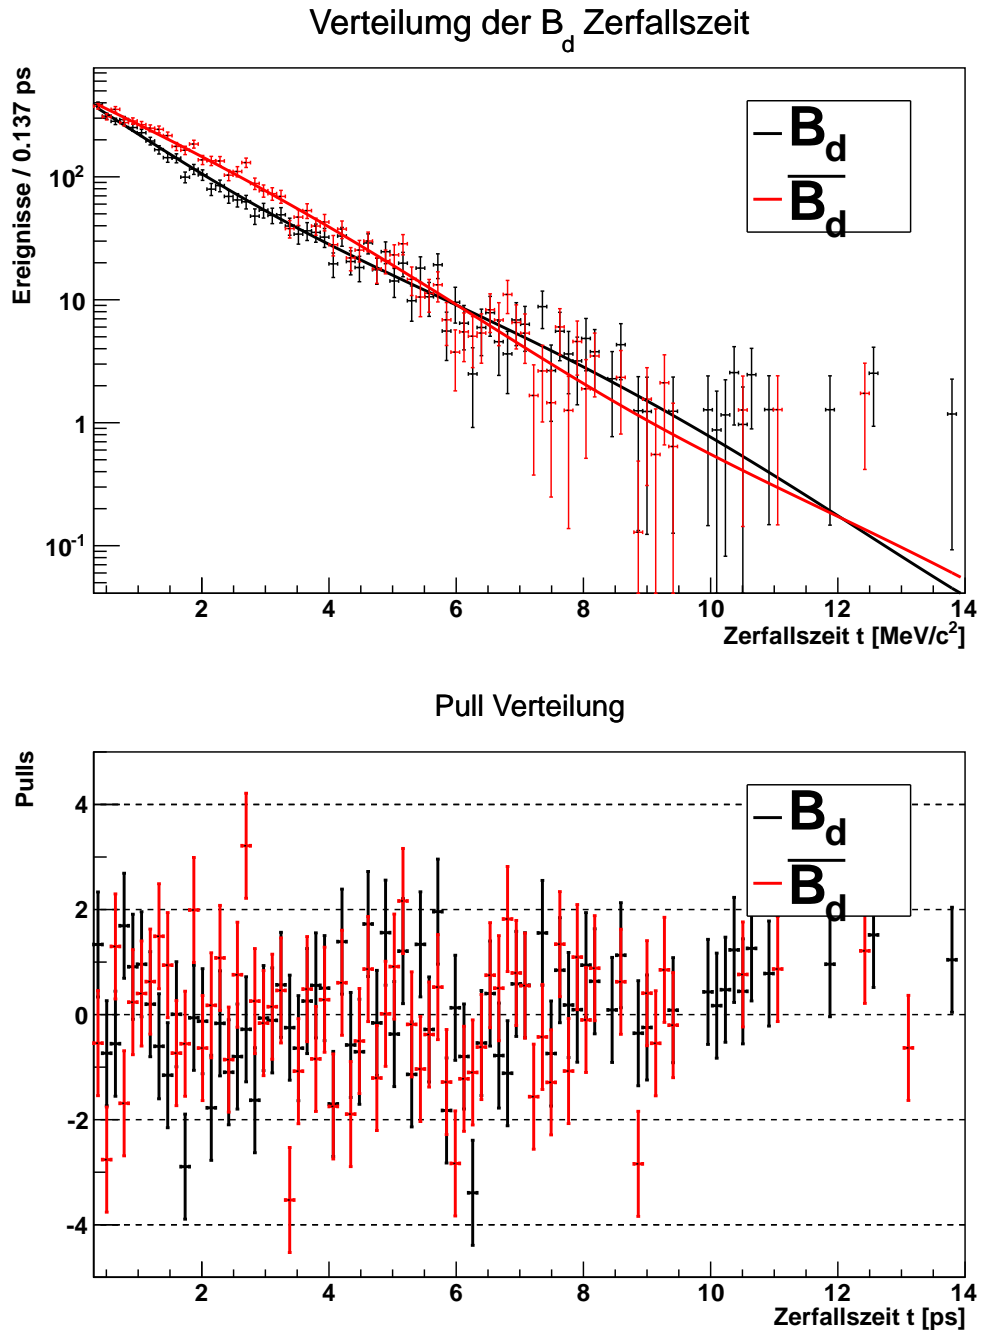 Verteilumg der B_d Zerfallszeit
Ereignisse / 0.137 ps
10^2
10
1
10^-1
B_d
B̅_d
2 4 6 8 10 12 14
Zerfallszeit t [MeV/c^2]
Pull Verteilung
Pulls
4
2
0
-2
-4
B_d
B̅_d
2 4 6 8 10 12 14
Zerfallszeit t [ps]